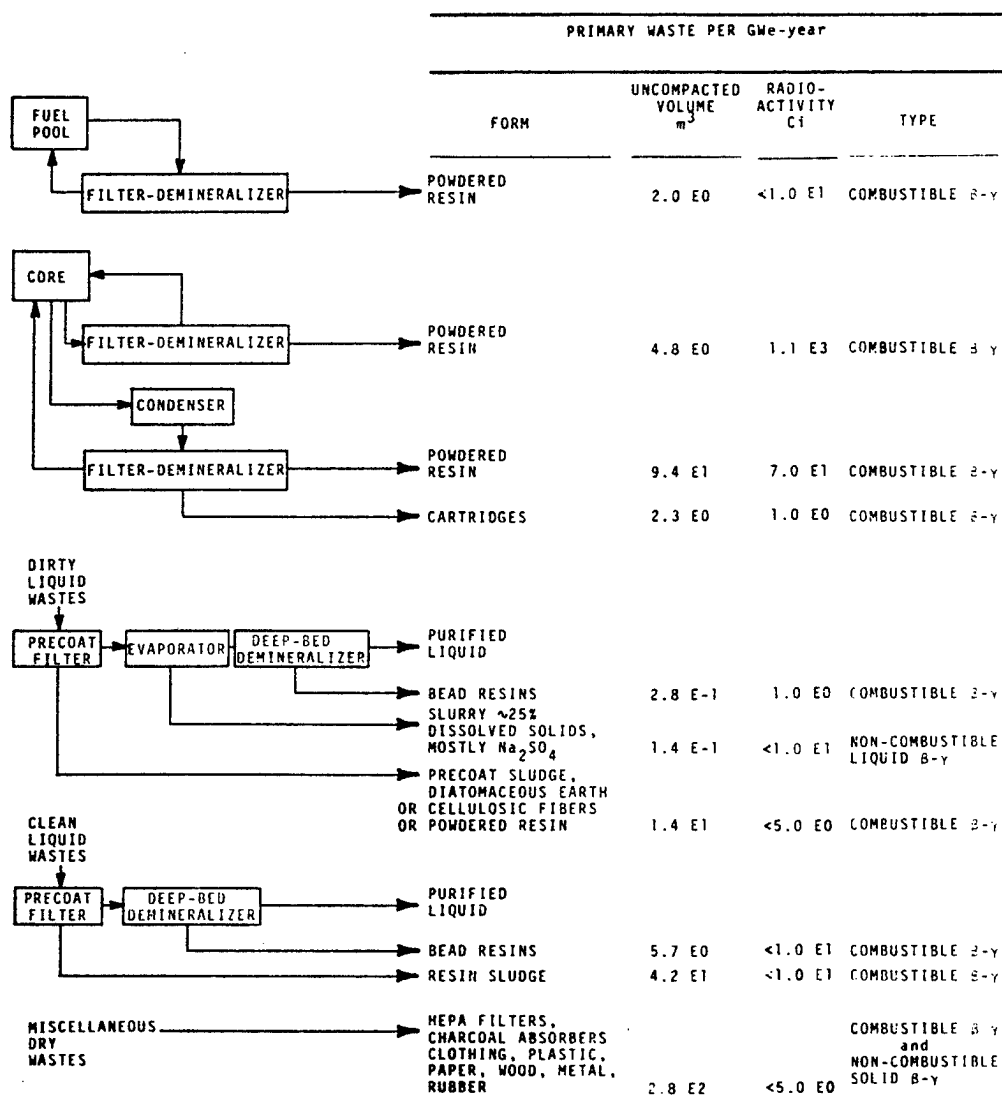 PRIMARY WASTE PER GWe-year
FORM
UNCOMPACTED
VOLUME
m³
RADIO-
ACTIVITY
Ci
TYPE
FUEL
POOL
FILTER-DEMINERALIZER
POWDERED
RESIN 2.0 E0 <1.0 E1 COMBUSTIBLE β-γ
CORE
FILTER-DEMINERALIZER
POWDERED
RESIN 4.8 E0 1.1 E3 COMBUSTIBLE β γ
CONDENSER
FILTER-DEMINERALIZER
POWDERED
RESIN 9.4 E1 7.0 E1 COMBUSTIBLE β-γ
CARTRIDGES 2.3 E0 1.0 E0 COMBUSTIBLE β-γ
DIRTY
LIQUID
WASTES
PRECOAT
FILTER
EVAPORATOR
DEEP-BED
DEMINERALIZER
PURIFIED
LIQUID
BEAD RESINS 2.8 E-1 1.0 E0 COMBUSTIBLE β-γ
SLURRY ~25%
DISSOLVED SOLIDS,
MOSTLY Na₂SO₄ 1.4 E-1 <1.0 E1 NON-COMBUSTIBLE
LIQUID β-γ
PRECOAT SLUDGE,
DIATOMACEOUS EARTH
OR CELLULOSIC FIBERS
OR POWDERED RESIN 1.4 E1 <5.0 E0 COMBUSTIBLE β-γ
CLEAN
LIQUID
WASTES
PRECOAT
FILTER
DEEP-BED
DEMINERALIZER
PURIFIED
LIQUID
BEAD RESINS 5.7 E0 <1.0 E1 COMBUSTIBLE β-γ
RESIN SLUDGE 4.2 E1 <1.0 E1 COMBUSTIBLE β-γ
MISCELLANEOUS
DRY
WASTES
HEPA FILTERS,
CHARCOAL ABSORBERS
CLOTHING, PLASTIC,
PAPER, WOOD, METAL,
RUBBER 2.8 E2 <5.0 E0
COMBUSTIBLE β γ
and
NON-COMBUSTIBLE
SOLID β-γ